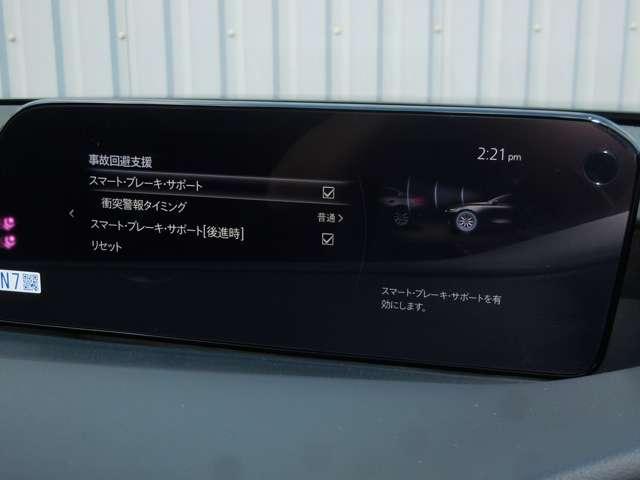 2:21 pm
事故回避支援
スマート・ブレーキ・サポート
衝突警報タイミング
普通
スマート・ブレーキ・サポート[後進時]
リセット
スマート・ブレーキ・サポートを有
効にします。
N7